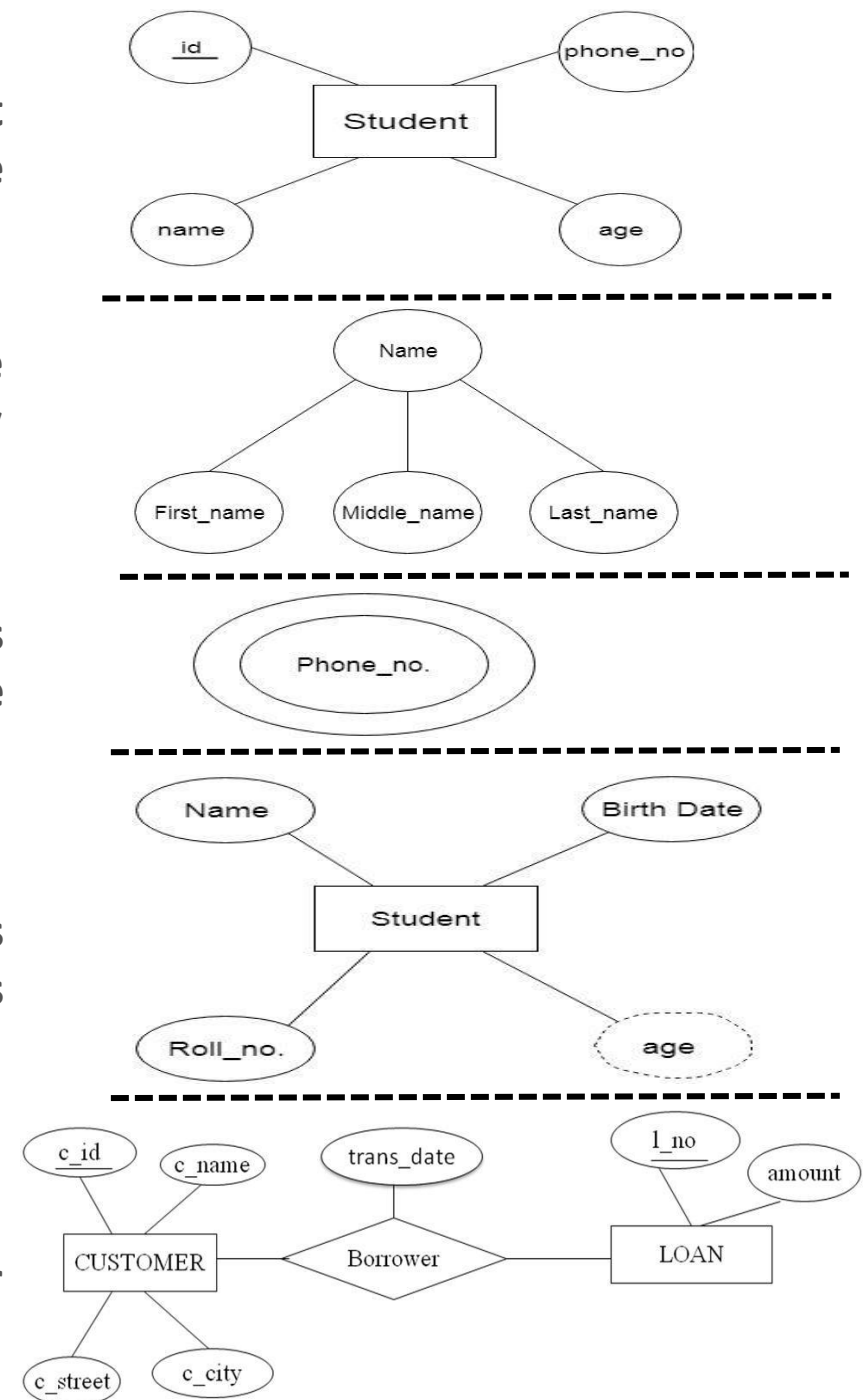 id
phone_no
Student
name
age
Name
First_name Middle_name Last_name
Phone_no.
Name
Birth Date
Student
Roll_no.
age
c_id
c_name
trans_date
l_no
amount
CUSTOMER
Borrower
LOAN
c_street
c_city